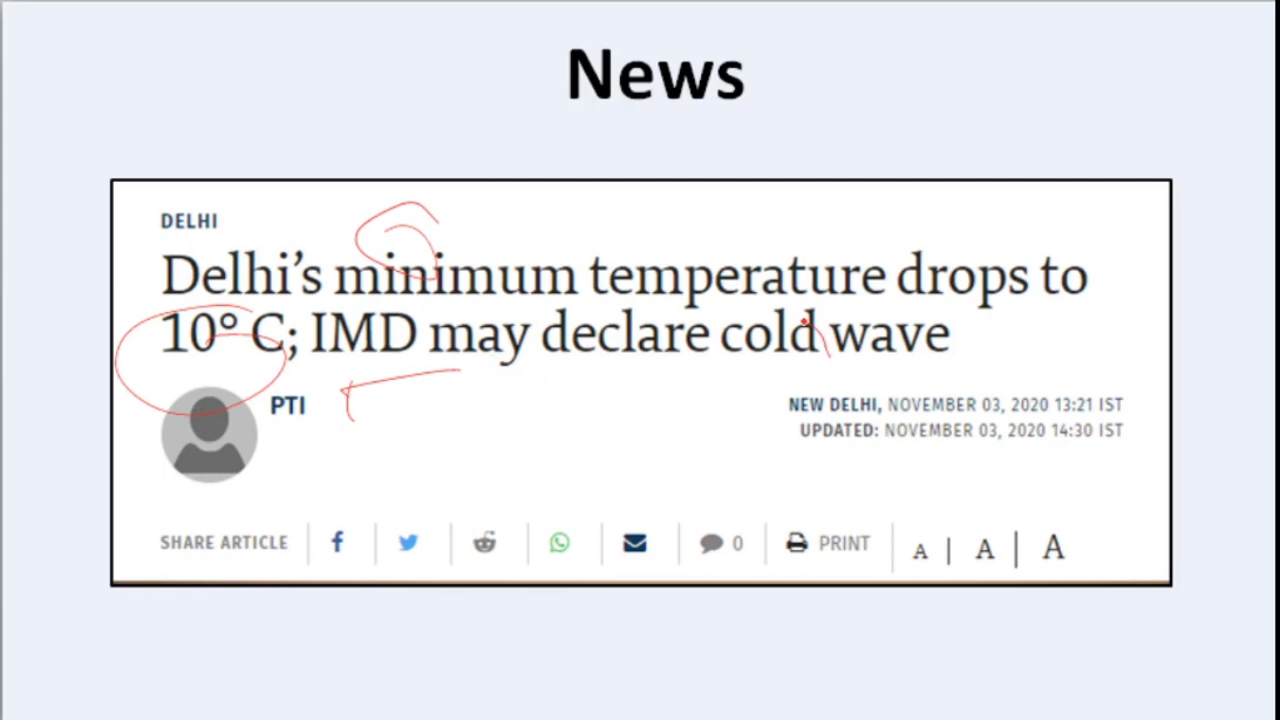 News
DELHI
Delhi’s minimum temperature drops to
10° C; IMD may declare cold wave
PTI
NEW DELHI, NOVEMBER 03, 2020 13:21 IST
UPDATED: NOVEMBER 03, 2020 14:30 IST
SHARE ARTICLE 0 PRINT A | A | A